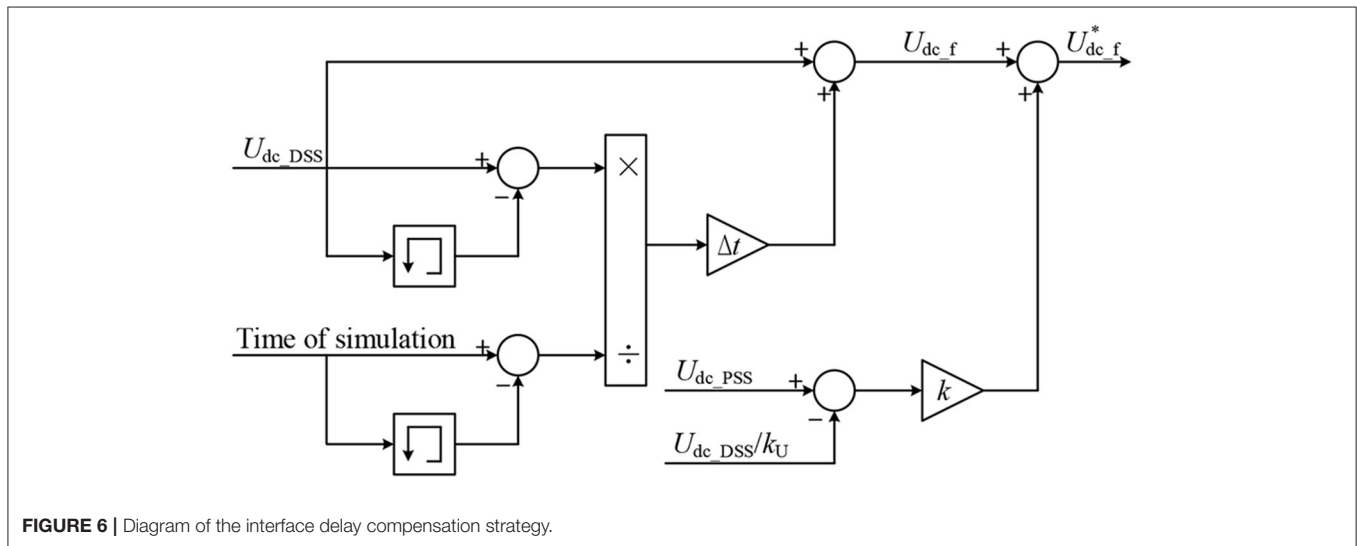 + U_dc_f + U*_dc_f
+ +
U_dc_DSS + ×
−
Δt
Time of simulation + ÷
−
U_dc_PSS + k
−
U_dc_DSS/k_U
FIGURE 6 | Diagram of the interface delay compensation strategy.